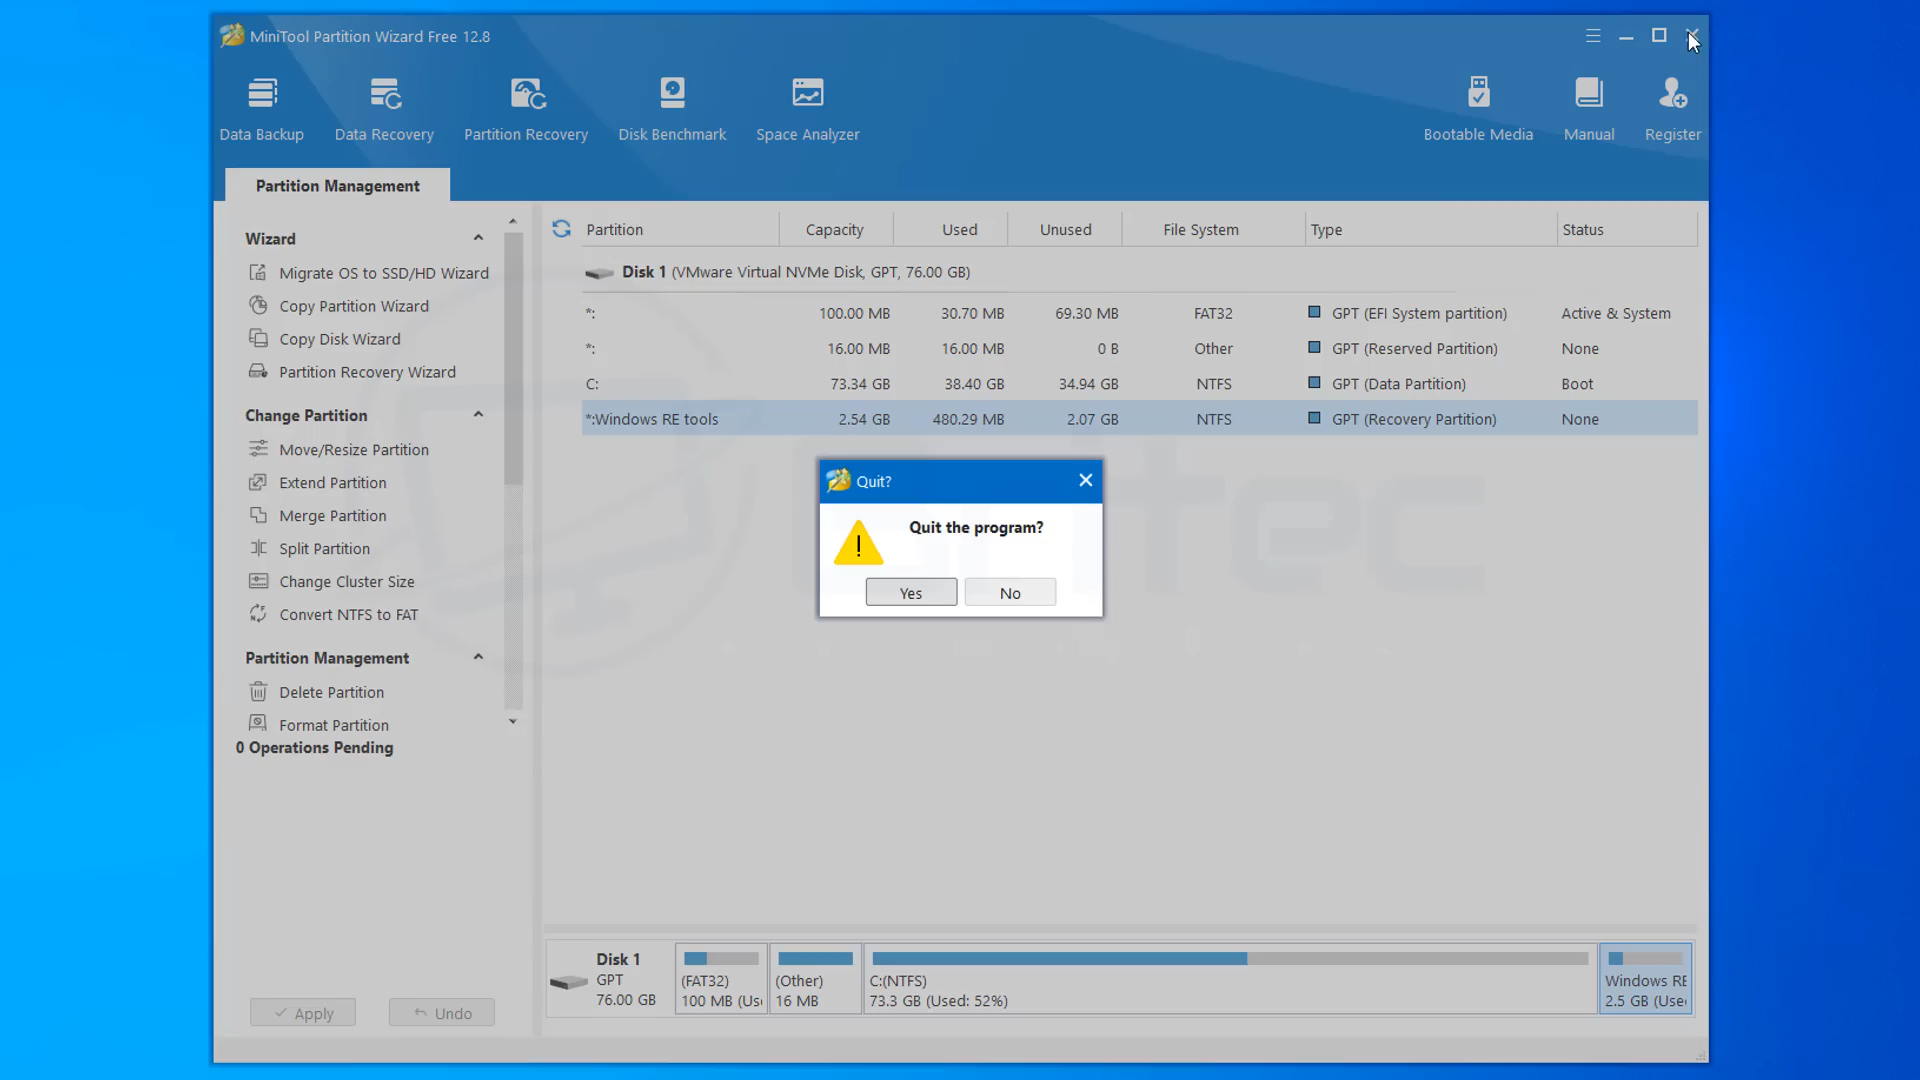 MiniTool Partition Wizard Free 12.8
Data Backup Data Recovery Partition Recovery Disk Benchmark Space Analyzer Bootable Media Manual Register
Partition Management
Wizard
Migrate OS to SSD/HD Wizard
Copy Partition Wizard
Copy Disk Wizard
Partition Recovery Wizard
Change Partition
Move/Resize Partition
Extend Partition
Merge Partition
Split Partition
Change Cluster Size
Convert NTFS to FAT
Partition Management
Delete Partition
Format Partition
0 Operations Pending
Apply Undo
Partition Capacity Used Unused File System Type Status
Disk 1 (VMware Virtual NVMe Disk, GPT, 76.00 GB)
*: 100.00 MB 30.70 MB 69.30 MB FAT32 GPT (EFI System partition) Active & System
*: 16.00 MB 16.00 MB 0 B Other GPT (Reserved Partition) None
C: 73.34 GB 38.40 GB 34.94 GB NTFS GPT (Data Partition) Boot
*:Windows RE tools 2.54 GB 480.29 MB 2.07 GB NTFS GPT (Recovery Partition) None
Quit?
Quit the program?
Yes No
Disk 1
GPT
76.00 GB
(FAT32)
100 MB (Us
(Other)
16 MB
C:(NTFS)
73.3 GB (Used: 52%)
Windows RE
2.5 GB (Use